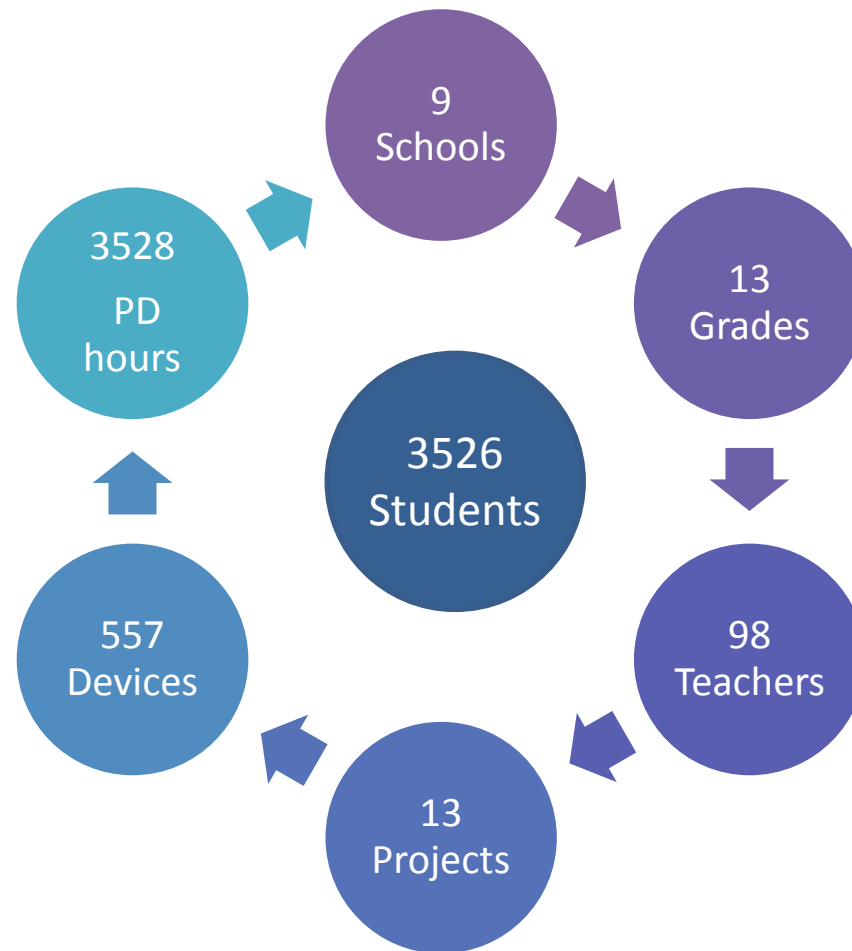 9
Schools
13
Grades
98
Teachers
13
Projects
557
Devices
3528
PD
hours
3526
Students